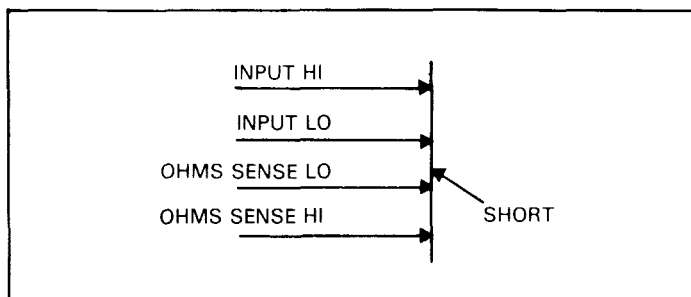 INPUT HI
INPUT LO
OHMS SENSE LO
OHMS SENSE HI
SHORT